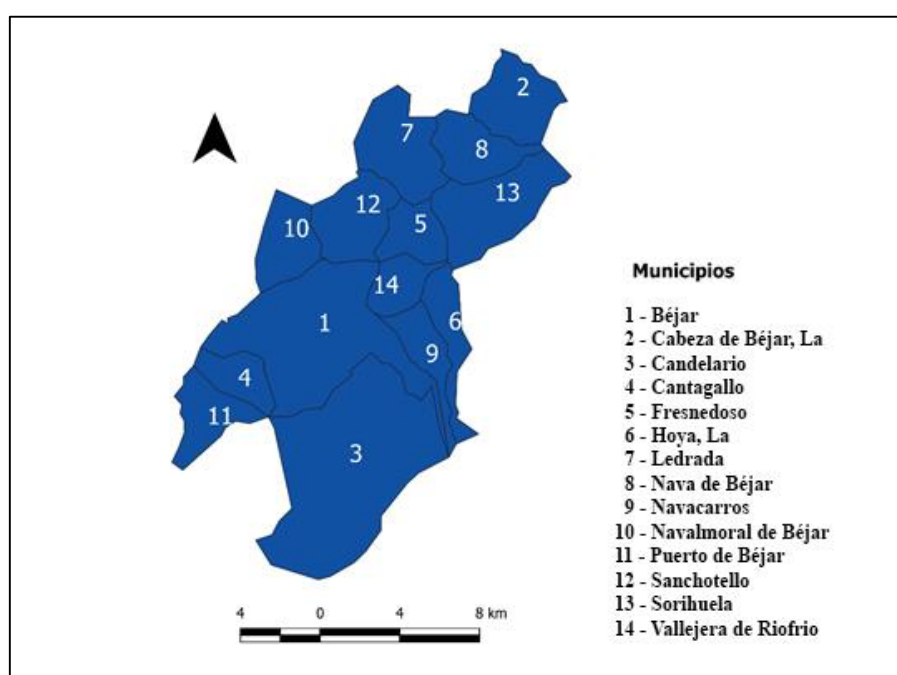 2
7
8
13
12
5
10
14
6
1
9
4
11
3
Municipios
1 - Béjar
2 - Cabeza de Béjar, La
3 - Candelario
4 - Cantagallo
5 - Fresnedoso
6 - Hoya, La
7 - Ledrada
8 - Nava de Béjar
9 - Navacarros
10 - Navalmoral de Béjar
11 - Puerto de Béjar
12 - Sanchotello
13 - Sorihuela
14 - Vallejera de Riofrio
4 0 4 8 km